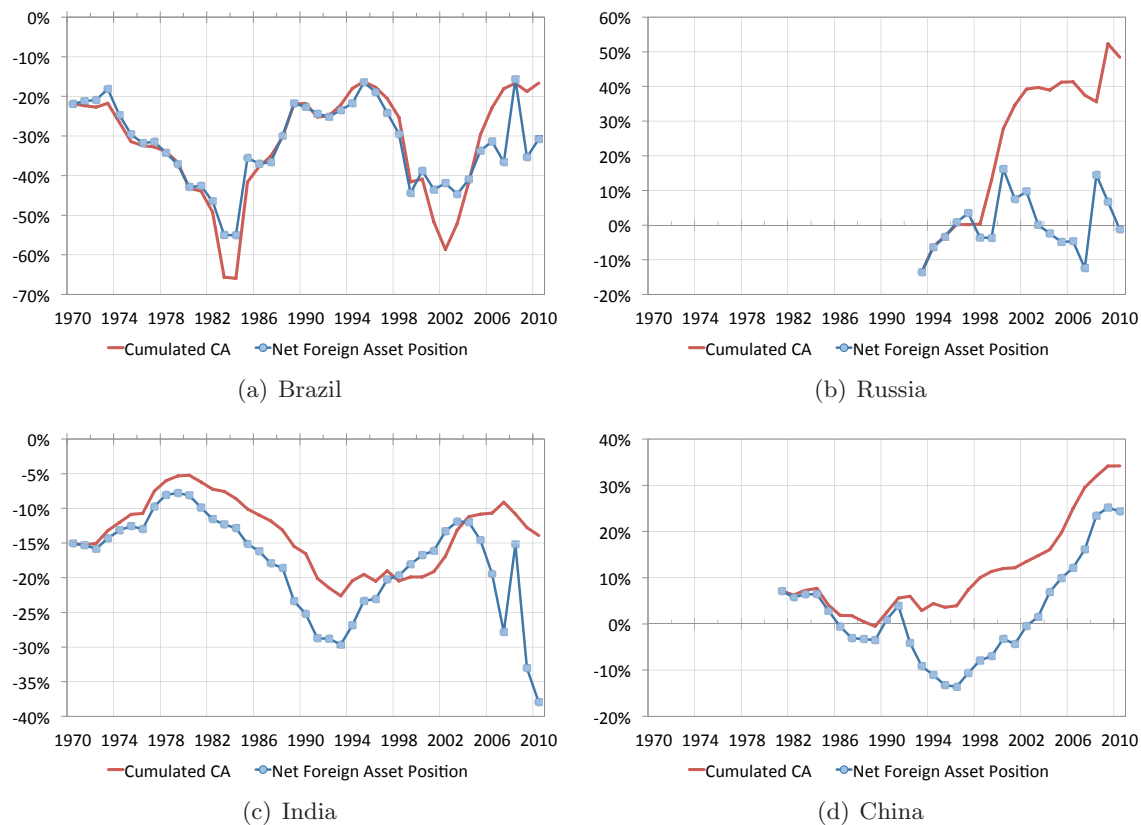 0%
-10%
-20%
-30%
-40%
-50%
-60%
-70%
1970 1974 1978 1982 1986 1990 1994 1998 2002 2006 2010
Cumulated CA Net Foreign Asset Position
(a) Brazil
60%
50%
40%
30%
20%
10%
0%
-10%
-20%
1970 1974 1978 1982 1986 1990 1994 1998 2002 2006 2010
Cumulated CA Net Foreign Asset Position
(b) Russia
0%
-5%
-10%
-15%
-20%
-25%
-30%
-35%
-40%
1970 1974 1978 1982 1986 1990 1994 1998 2002 2006 2010
Cumulated CA Net Foreign Asset Position
(c) India
40%
30%
20%
10%
0%
-10%
-20%
1970 1974 1978 1982 1986 1990 1994 1998 2002 2006 2010
Cumulated CA Net Foreign Asset Position
(d) China